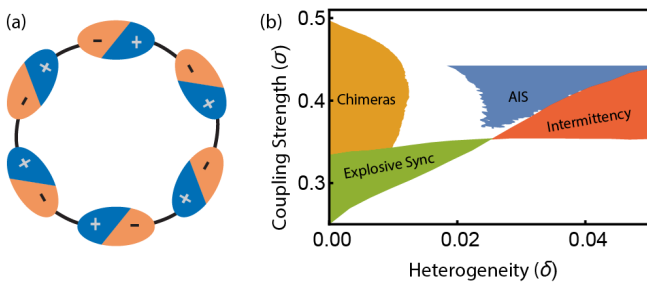 (a)
- +
- +
+ -
+ -
+ -
+ -
(b)
Coupling Strength (σ)
0.5
0.4
0.3
Chimeras
AIS
Intermittency
Explosive Sync
0.00
0.02
0.04
Heterogeneity (δ)